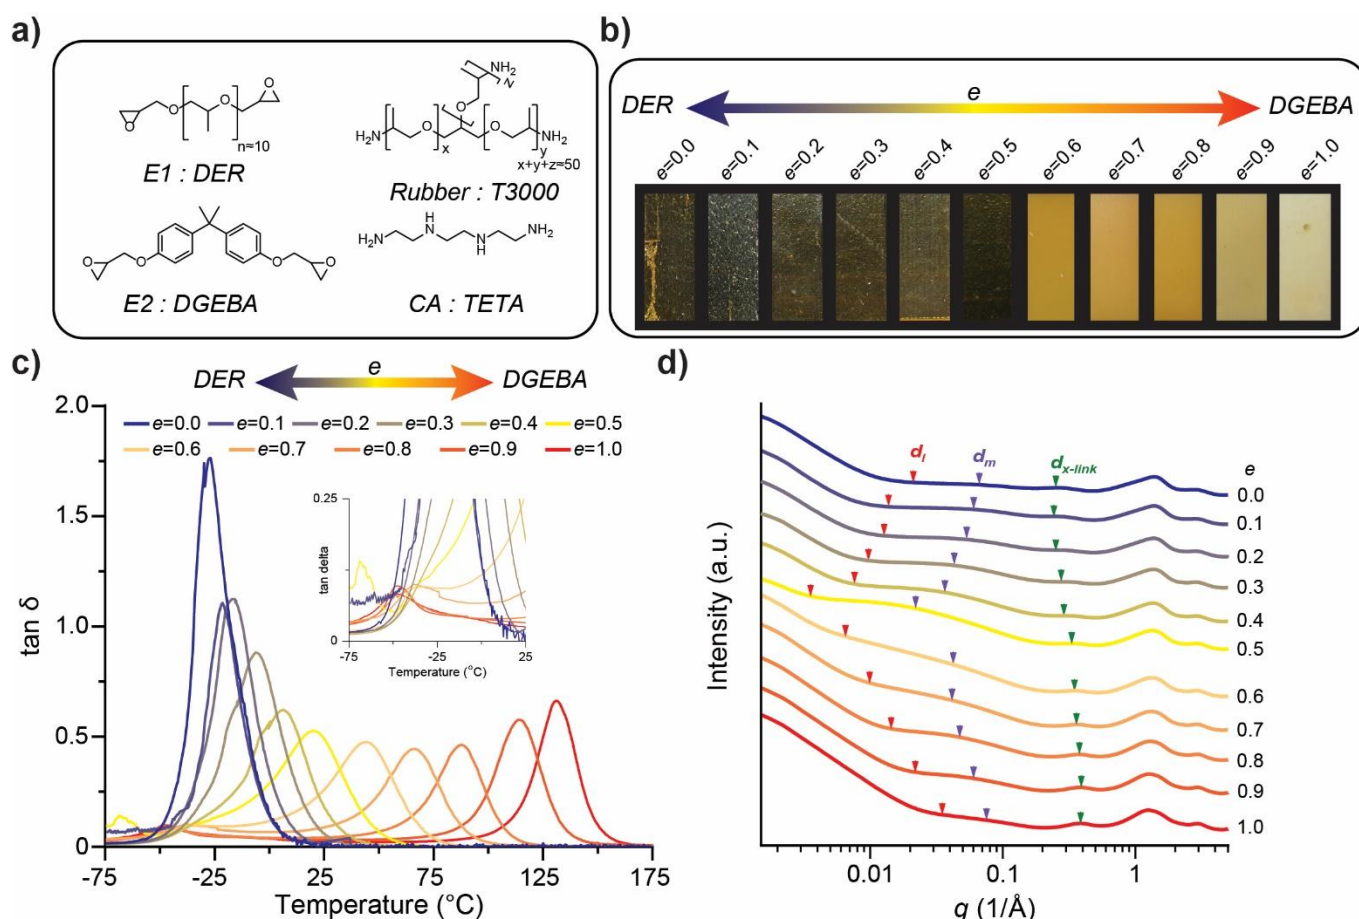 a)
O
O
O
O
n≈10
E1 : DER
NH2
z
O
H2N
O
x
O
NH2
y
x+y+z≈50
Rubber : T3000
O
O
O
O
E2 : DGEBA
H2N
H
N
N
H
NH2
CA : TETA
b)
DER
e
DGEBA
e=0.0
e=0.1
e=0.2
e=0.3
e=0.4
e=0.5
e=0.6
e=0.7
e=0.8
e=0.9
e=1.0
c)
DER
e
DGEBA
2.0
1.5
1.0
0.5
0
tan δ
e=0.0 e=0.1 e=0.2 e=0.3 e=0.4 e=0.5
e=0.6 e=0.7 e=0.8 e=0.9 e=1.0
0.25
0
tan delta
-75 -25 25
Temperature (°C)
-75 -25 25 75 125 175
Temperature (°C)
d)
Intensity (a.u.)
dl
dm
dx-link
e
0.0
0.1
0.2
0.3
0.4
0.5
0.6
0.7
0.8
0.9
1.0
0.01 0.1 1
q (1/Å)